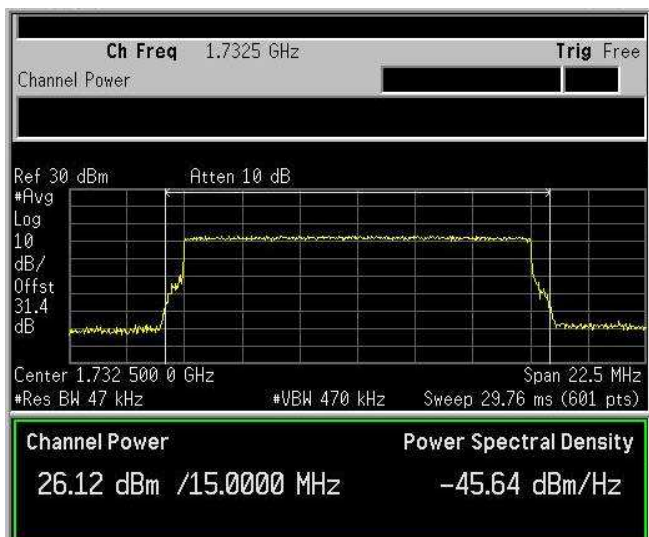 Ch Freq 1.7325 GHz Trig Free
Channel Power
Ref 30 dBm Atten 10 dB
#Avg
Log
10
dB/
Offst
31.4
dB
Center 1.732 500 0 GHz Span 22.5 MHz
#Res BW 47 kHz #VBW 470 kHz Sweep 29.76 ms (601 pts)
Channel Power Power Spectral Density
26.12 dBm /15.0000 MHz -45.64 dBm/Hz